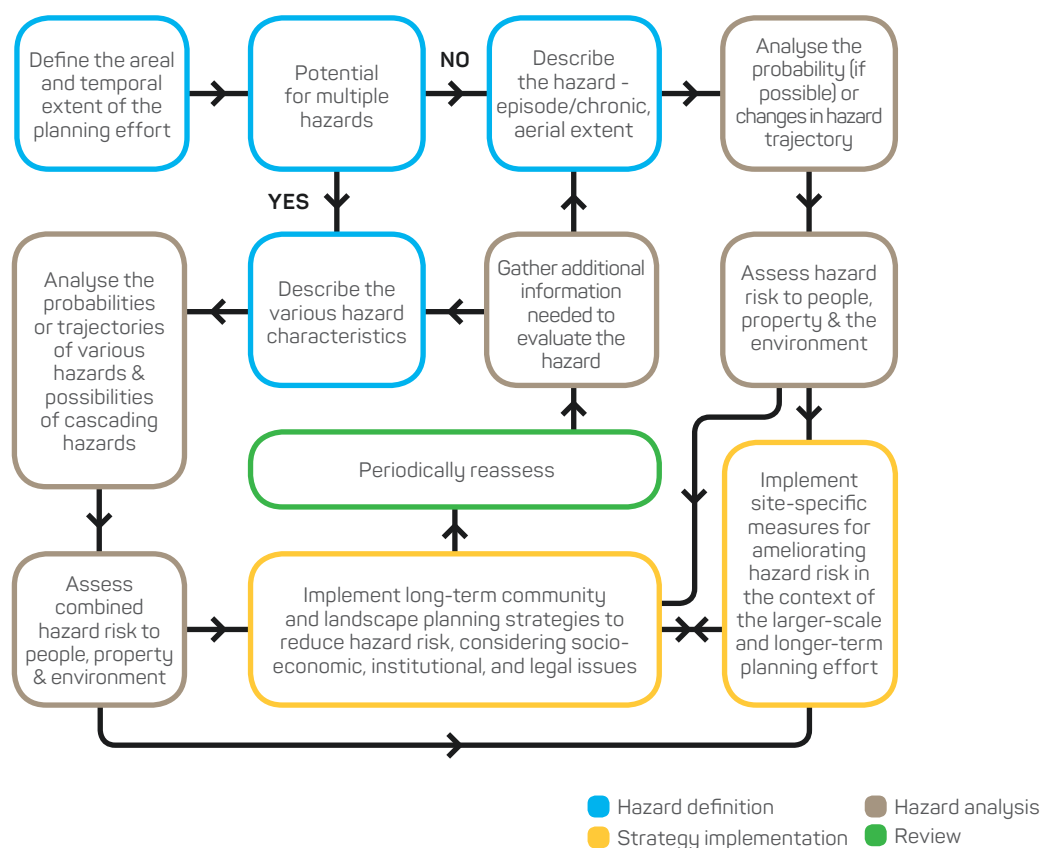 Define the areal
and temporal
extent of the
planning effort
Potential
for multiple
hazards
NO
Describe
the hazard -
episode/chronic,
aerial extent
Analyse the
probability (if
possible) or
changes in hazard
trajectory
YES
Analyse the
probabilities
or trajectories
of various
hazards &
possibilities
of cascading
hazards
Describe the
various hazard
characteristics
Gather additional
information
needed to
evaluate the
hazard
Assess hazard
risk to people,
property & the
environment
Periodically reassess
Assess
combined
hazard risk to
people, property
& environment
Implement long-term community
and landscape planning strategies to
reduce hazard risk, considering socio-
economic, institutional, and legal issues
Implement
site-specific
measures for
ameliorating
hazard risk in
the context of
the larger-scale
and longer-term
planning effort
Hazard definition
Hazard analysis
Strategy implementation
Review